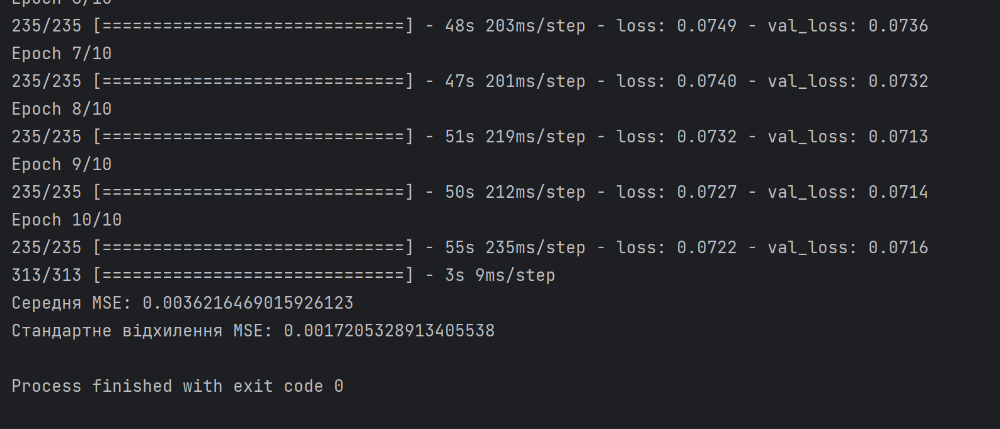 Epoch 6/10
235/235 [==============================] - 48s 203ms/step - loss: 0.0749 - val_loss: 0.0736
Epoch 7/10
235/235 [==============================] - 47s 201ms/step - loss: 0.0740 - val_loss: 0.0732
Epoch 8/10
235/235 [==============================] - 51s 219ms/step - loss: 0.0732 - val_loss: 0.0713
Epoch 9/10
235/235 [==============================] - 50s 212ms/step - loss: 0.0727 - val_loss: 0.0714
Epoch 10/10
235/235 [==============================] - 55s 235ms/step - loss: 0.0722 - val_loss: 0.0716
313/313 [==============================] - 3s 9ms/step
Середня MSE: 0.0036216469015926123
Стандартне відхилення MSE: 0.0017205328913405538
Process finished with exit code 0